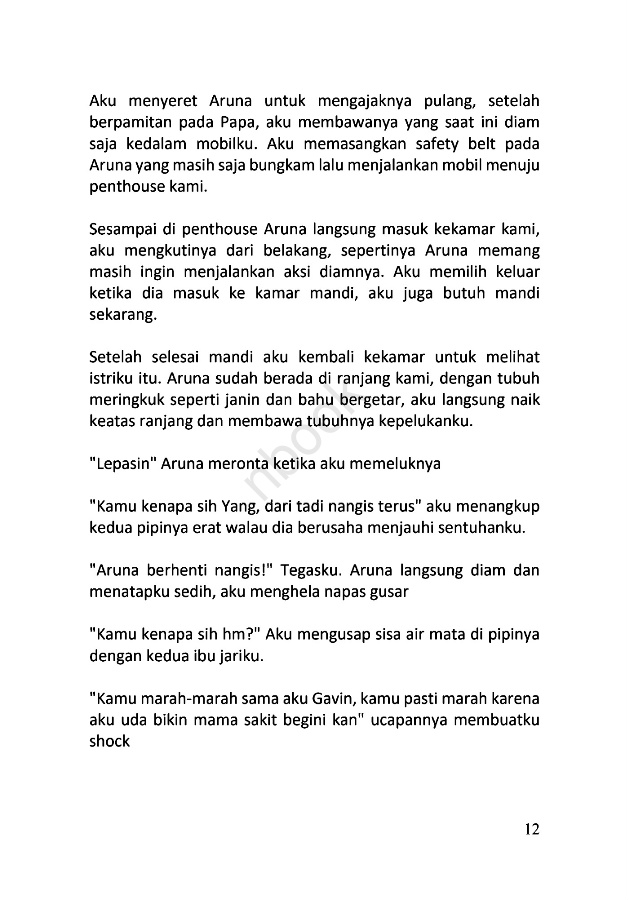 Aku menyeret Aruna untuk mengajaknya pulang, setelah
berpamitan pada Papa, aku membawanya yang saat ini diam
saja kedalam mobilku. Aku memasangkan safety belt pada
Aruna yang masih saja bungkam lalu menjalankan mobil menuju
penthouse kami.
Sesampai di penthouse Aruna langsung masuk kekamar kami,
aku mengkutinya dari belakang, sepertinya Aruna memang
masih ingin menjalankan aksi diamnya. Aku memilih keluar
ketika dia masuk ke kamar mandi, aku juga butuh mandi
sekarang.
Setelah selesai mandi aku kembali kekamar untuk melihat
istriku itu. Aruna sudah berada di ranjang kami, dengan tubuh
meringkuk seperti janin dan bahu bergetar, aku langsung naik
keatas ranjang dan membawa tubuhnya kepelukanku.
"Lepasin" Aruna meronta ketika aku memeluknya
"Kamu kenapa sih Yang, dari tadi nangis terus" aku menangkup
kedua pipinya erat walau dia berusaha menjauhi sentuhanku.
"Aruna berhenti nangis!" Tegasku. Aruna langsung diam dan
menatapku sedih, aku menghela napas gusar
"Kamu kenapa sih hm?" Aku mengusap sisa air mata di pipinya
dengan kedua ibu jariku.
"Kamu marah-marah sama aku Gavin, kamu pasti marah karena
aku uda bikin mama sakit begini kan" ucapannya membuatku
shock
12